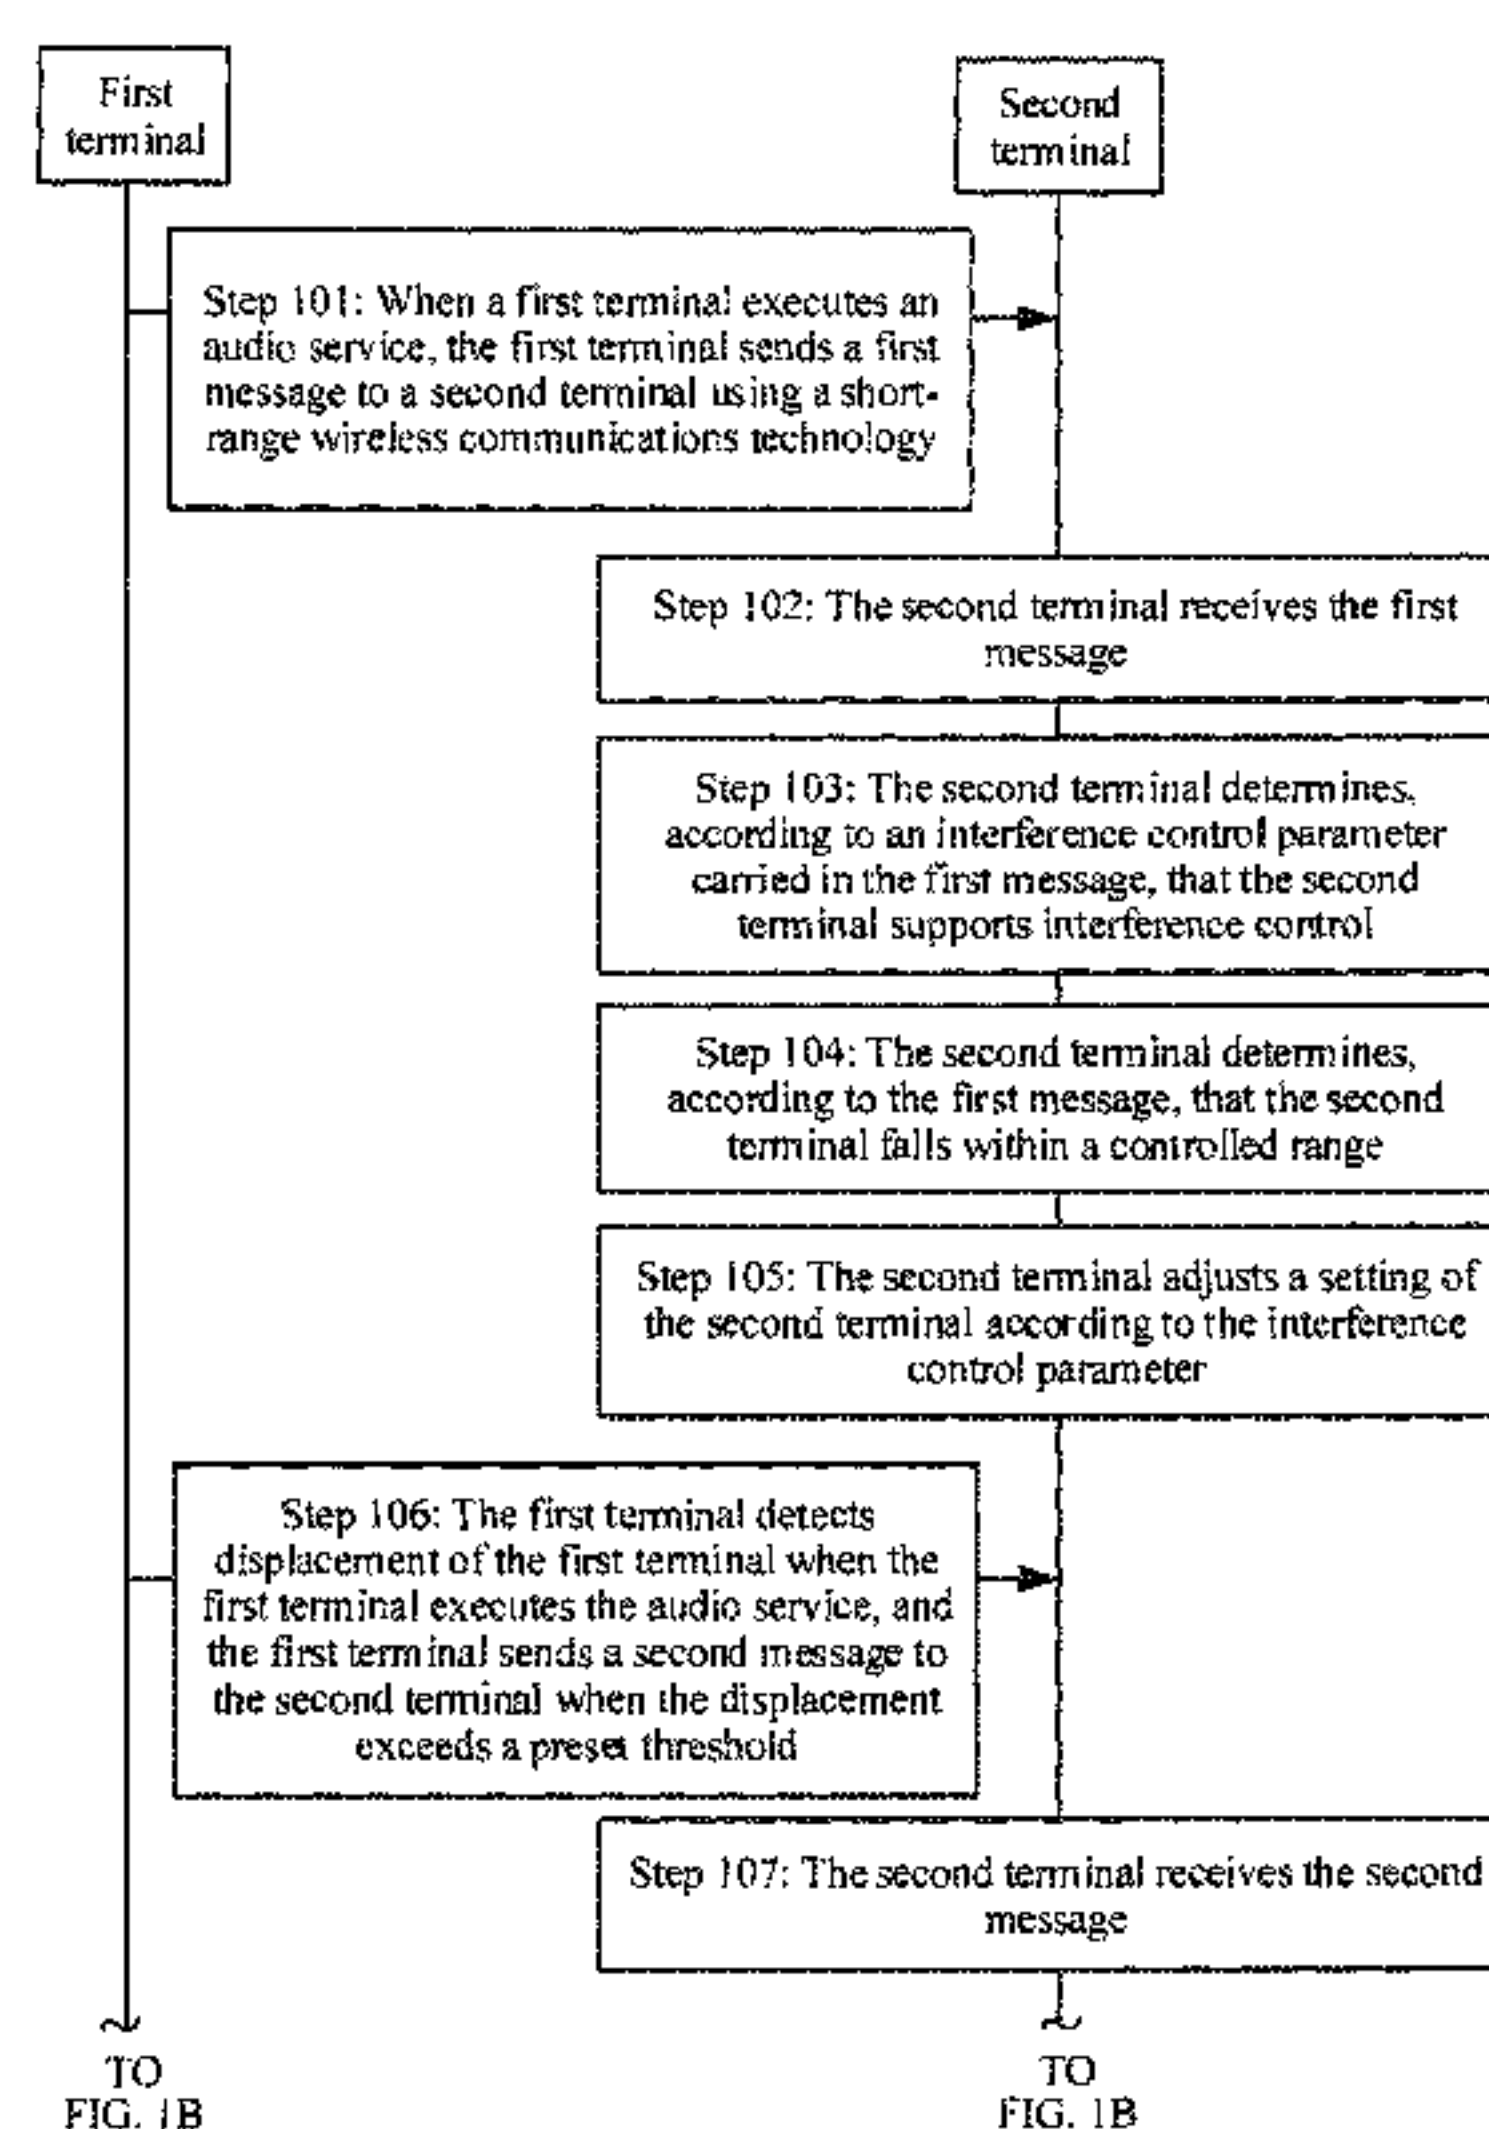 First
terminal
Second
terminal
Step 101: When a first terminal executes an
audio service, the first terminal sends a first
message to a second terminal using a short-
range wireless communications technology
Step 102: The second terminal receives the first
message
Step 103: The second terminal determines,
according to an interference control parameter
carried in the first message, that the second
terminal supports interference control
Step 104: The second terminal determines,
according to the first message, that the second
terminal falls within a controlled range
Step 105: The second terminal adjusts a setting of
the second terminal according to the interference
control parameter
Step 106: The first terminal detects
displacement of the first terminal when the
first terminal executes the audio service, and
the first terminal sends a second message to
the second terminal when the displacement
exceeds a preset threshold
Step 107: The second terminal receives the second
message
TO
FIG. 1B
TO
FIG. 1B